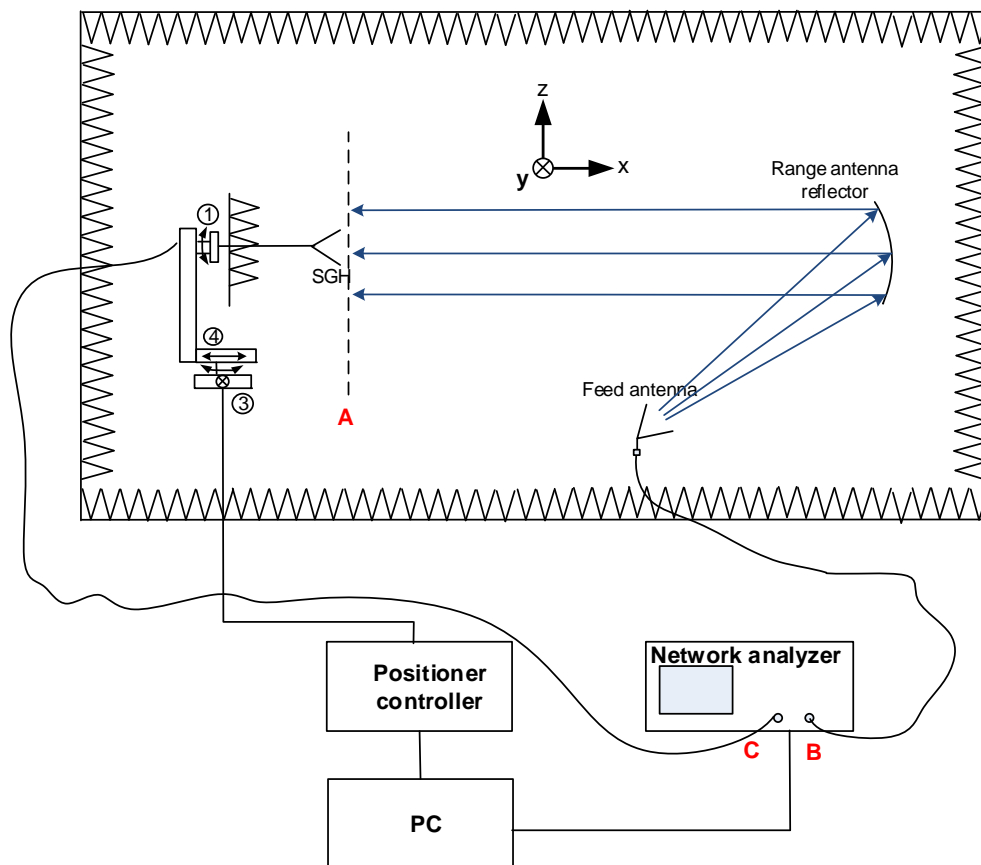 z
x
y
Range antenna
reflector
①
SGH
④
③
Feed antenna
A
Positioner
controller
Network analyzer
C
B
PC